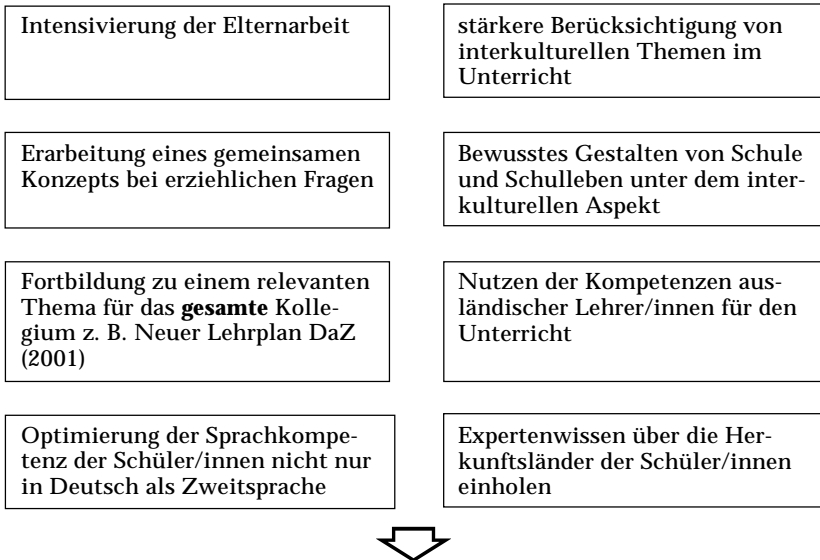 Intensivierung der Elternarbeit
stärkere Berücksichtigung von
interkulturellen Themen im
Unterricht
Erarbeitung eines gemeinsamen
Konzepts bei erziehlichen Fragen
Bewusstes Gestalten von Schule
und Schulleben unter dem inter-
kulturellen Aspekt
Fortbildung zu einem relevanten
Thema für das gesamte Kolle-
gium z. B. Neuer Lehrplan DaZ
(2001)
Nutzen der Kompetenzen aus-
ländischer Lehrer/innen für den
Unterricht
Optimierung der Sprachkompe-
tenz der Schüler/innen nicht nur
in Deutsch als Zweitsprache
Expertenwissen über die Her-
kunftsländer der Schüler/innen
einholen